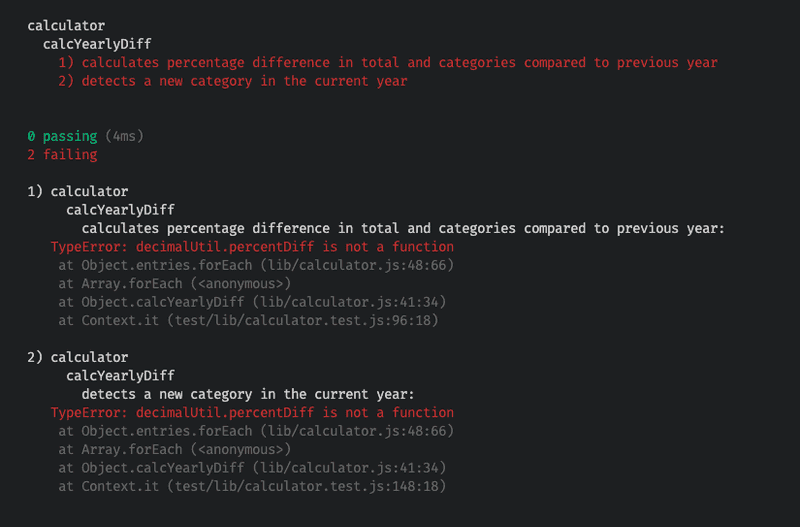 calculator
calcYearlyDiff
1) calculates percentage difference in total and categories compared to previous year
2) detects a new category in the current year
0 passing (4ms)
2 failing
1) calculator
calcYearlyDiff
calculates percentage difference in total and categories compared to previous year:
TypeError: decimalUtil.percentDiff is not a function
at Object.entries.forEach (lib/calculator.js:48:66)
at Array.forEach (<anonymous>)
at Object.calcYearlyDiff (lib/calculator.js:41:34)
at Context.it (test/lib/calculator.test.js:96:18)
2) calculator
calcYearlyDiff
detects a new category in the current year:
TypeError: decimalUtil.percentDiff is not a function
at Object.entries.forEach (lib/calculator.js:48:66)
at Array.forEach (<anonymous>)
at Object.calcYearlyDiff (lib/calculator.js:41:34)
at Context.it (test/lib/calculator.test.js:148:18)